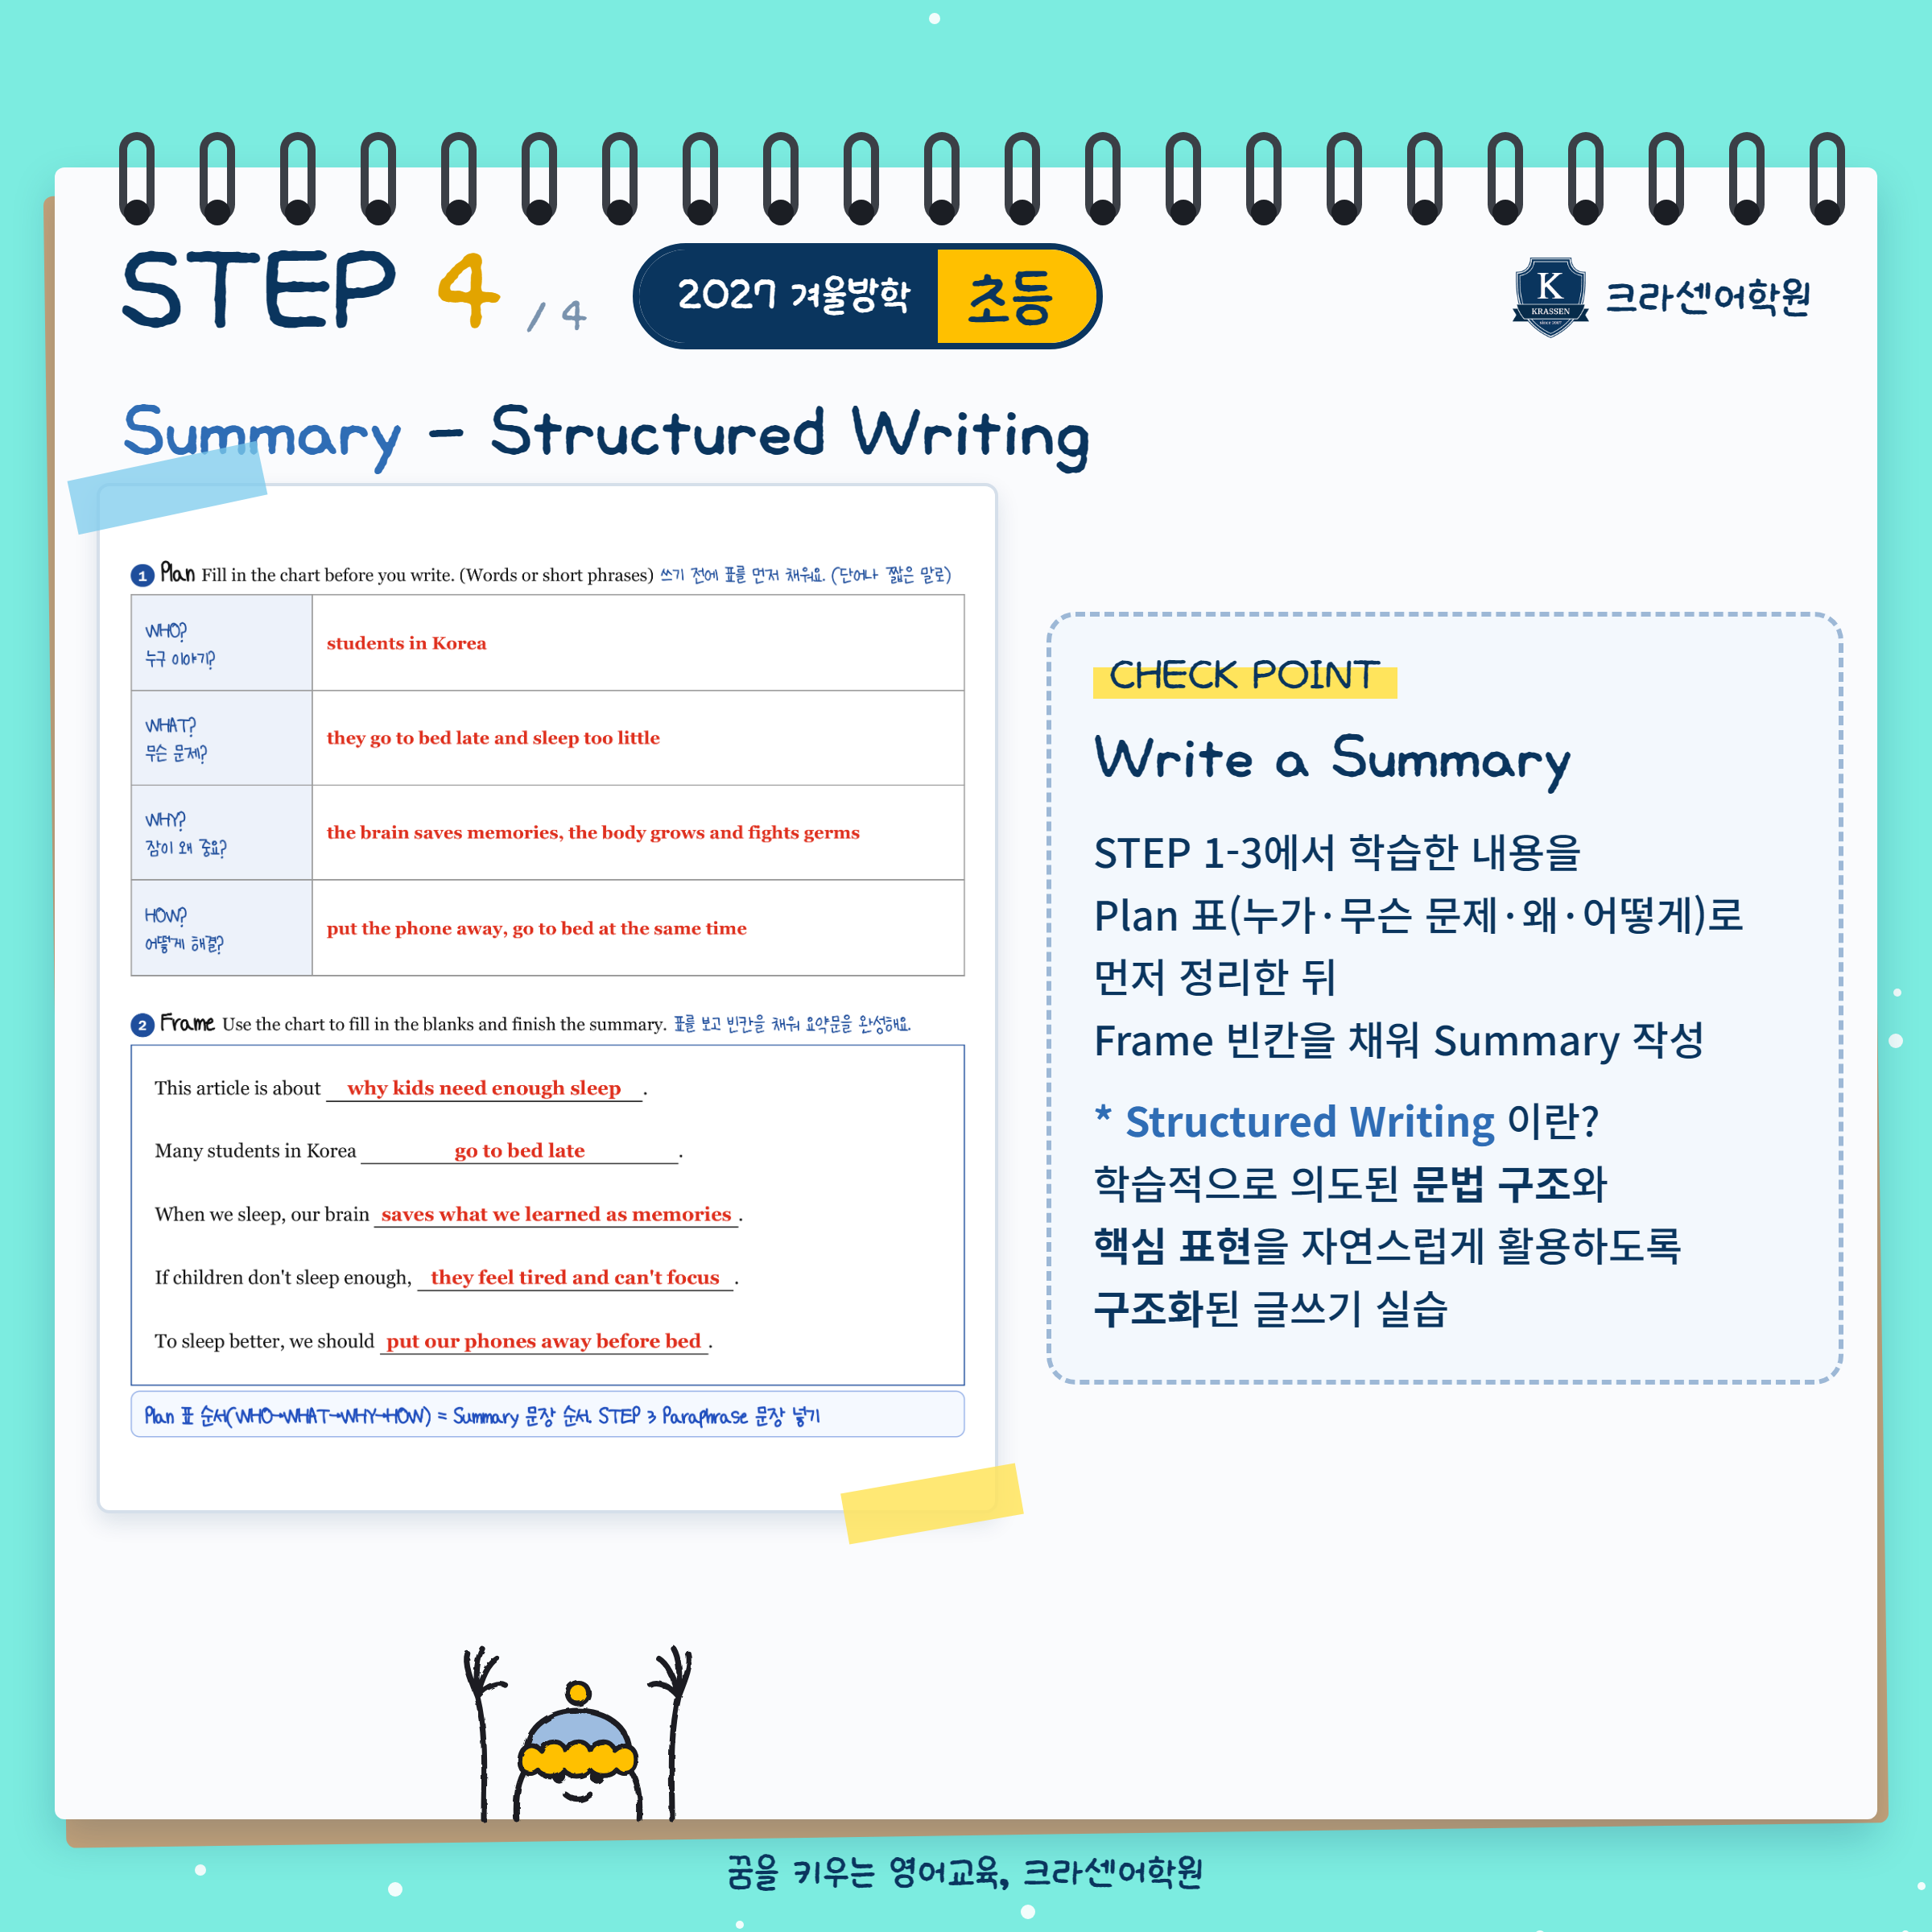 STEP 4 / 4
2027 겨울방학 초등
K
KRASSEN
since 2007
크라센어학원
Summary - Structured Writing
1 Plan Fill in the chart before you write. (Words or short phrases) 쓰기 전에 표를 먼저 채워요. (단어나 짧은 말로)
WHO?
누구 이야기?
students in Korea
WHAT?
무슨 문제?
they go to bed late and sleep too little
WHY?
잠이 왜 중요?
the brain saves memories, the body grows and fights germs
HOW?
어떻게 해결?
put the phone away, go to bed at the same time
2 Frame Use the chart to fill in the blanks and finish the summary. 표를 보고 빈칸을 채워 요약문을 완성해요.
This article is about why kids need enough sleep.
Many students in Korea go to bed late.
When we sleep, our brain saves what we learned as memories.
If children don't sleep enough, they feel tired and can't focus.
To sleep better, we should put our phones away before bed.
Plan 표 순서(WHO→WHAT→WHY→HOW) = Summary 문장 순서. STEP 3 Paraphrase 문장 넣기
CHECK POINT
Write a Summary
STEP 1-3에서 학습한 내용을
Plan 표(누가·무슨 문제·왜·어떻게)로
먼저 정리한 뒤
Frame 빈칸을 채워 Summary 작성
* Structured Writing 이란?
학습적으로 의도된 문법 구조와
핵심 표현을 자연스럽게 활용하도록
구조화된 글쓰기 실습
꿈을 키우는 영어교육, 크라센어학원